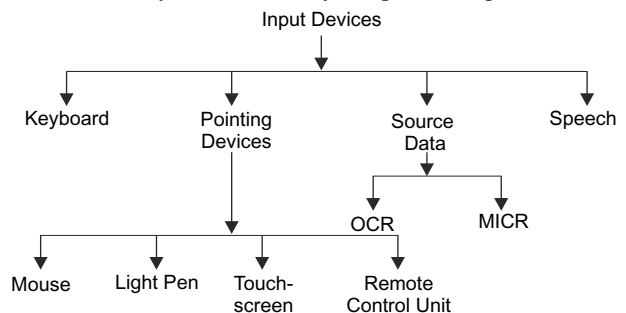 Input Devices
Keyboard
Pointing
Devices
Source
Data
Speech
OCR
MICR
Mouse
Light Pen
Touch-
screen
Remote
Control Unit